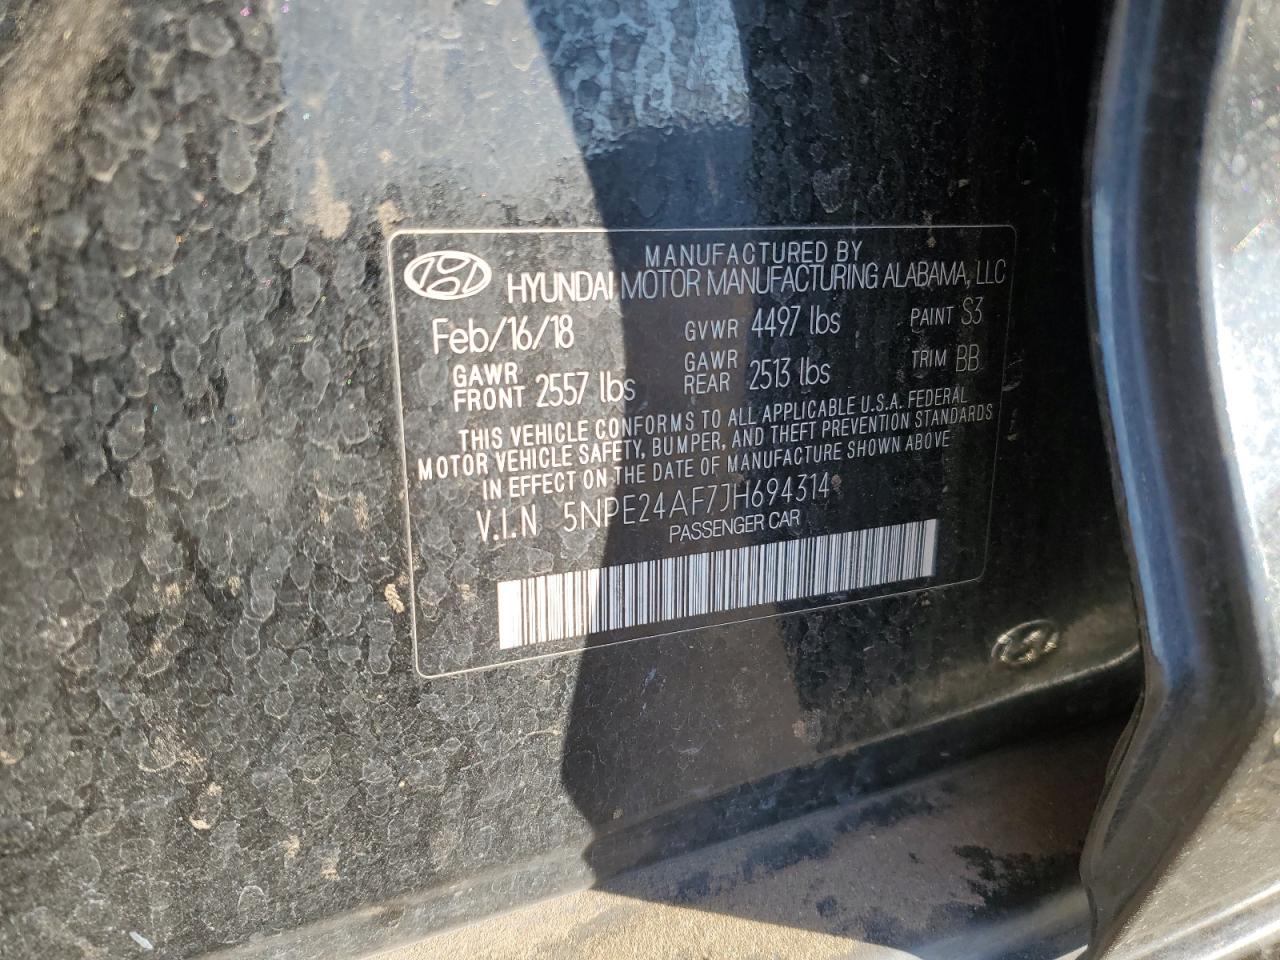 MANUFACTURED BY
HYUNDAI MOTOR MANUFACTURING ALABAMA, LLC
Feb/16/18 GVWR 4497 lbs PAINT S3
GAWR FRONT 2557 lbs GAWR REAR 2513 lbs TRIM BB
THIS VEHICLE CONFORMS TO ALL APPLICABLE U.S.A. FEDERAL
MOTOR VEHICLE SAFETY, BUMPER, AND THEFT PREVENTION STANDARDS
IN EFFECT ON THE DATE OF MANUFACTURE SHOWN ABOVE
V.I.N 5NPE24AF7JH694314
PASSENGER CAR